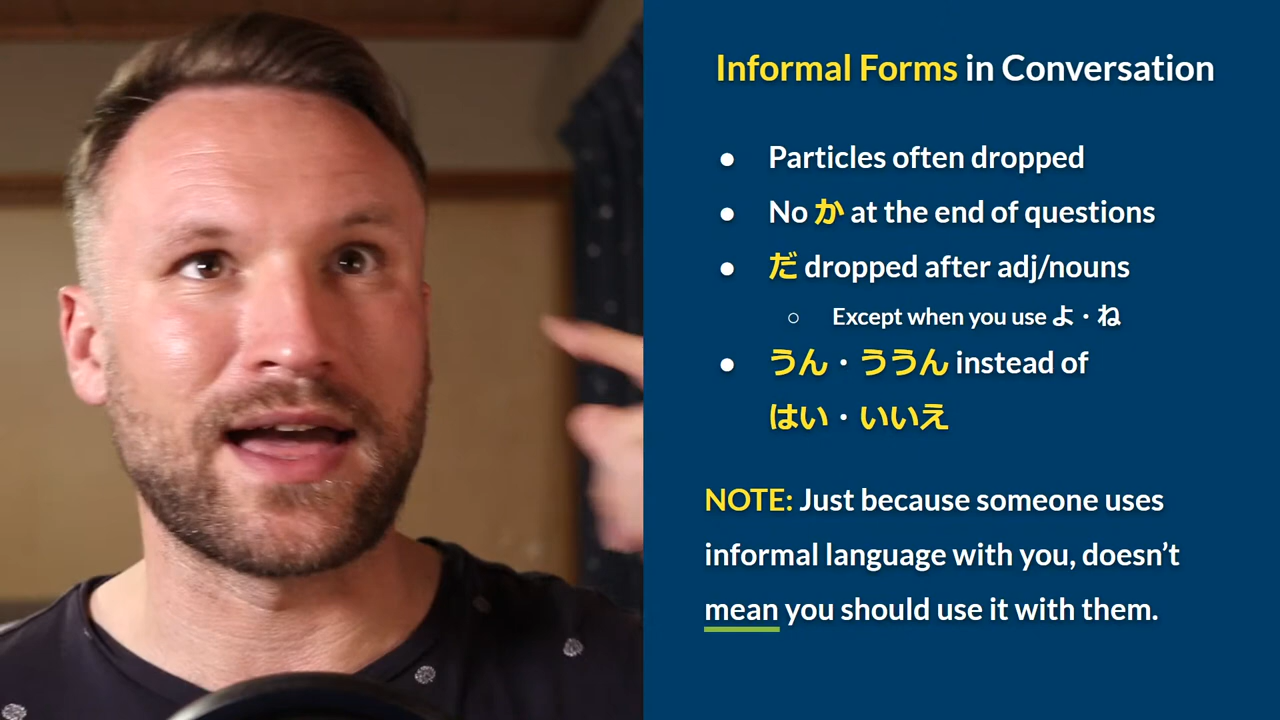 Informal Forms in Conversation
● Particles often dropped
● No か at the end of questions
● だ dropped after adj/nouns
○ Except when you use よ・ね
● うん・ううん instead of
はい・いいえ
NOTE: Just because someone uses
informal language with you, doesn’t
mean you should use it with them.